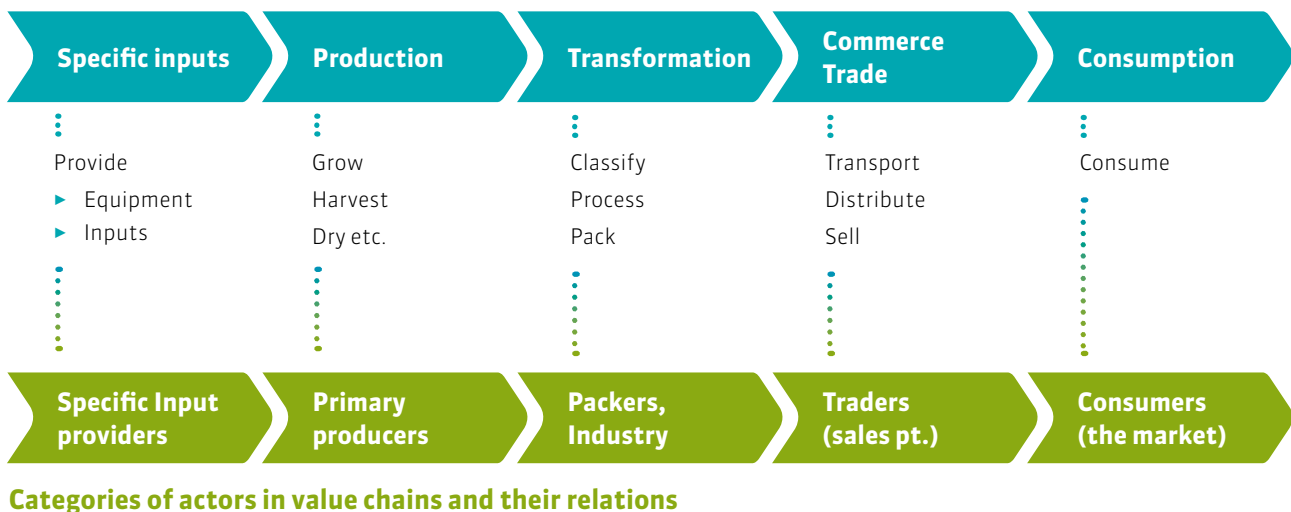 Specific inputs
Production
Transformation
Commerce
Trade
Consumption
Provide
► Equipment
► Inputs
Grow
Harvest
Dry etc.
Classify
Process
Pack
Transport
Distribute
Sell
Consume
Specific Input
providers
Primary
producers
Packers,
Industry
Traders
(sales pt.)
Consumers
(the market)
Categories of actors in value chains and their relations